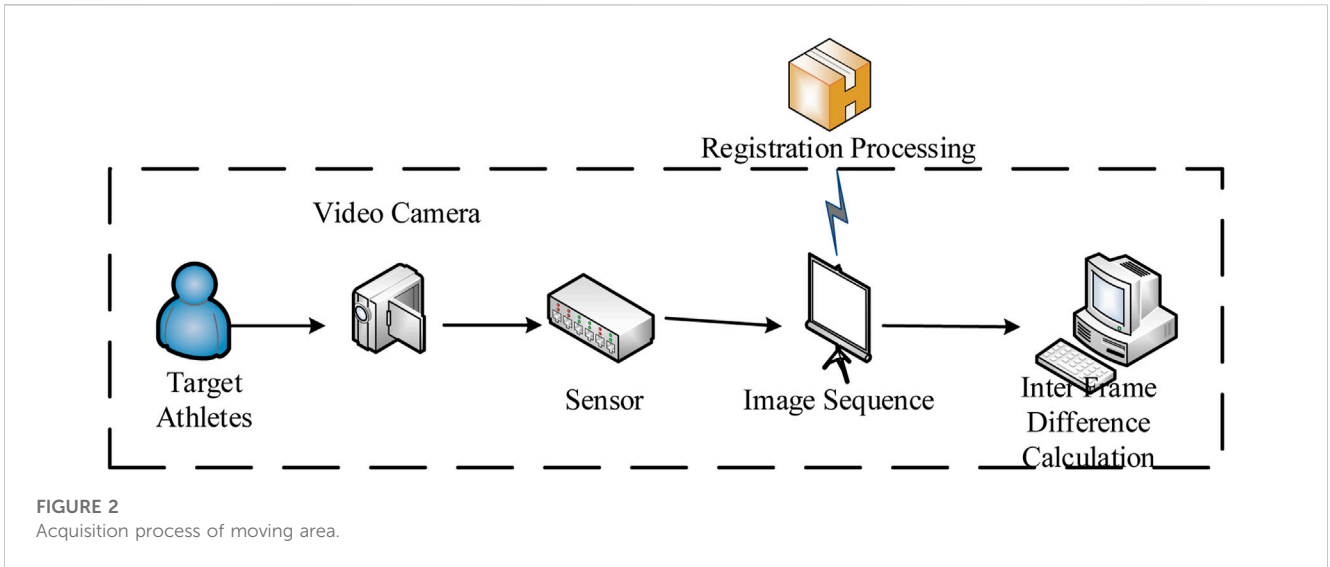 Registration Processing
Video Camera
Target
Athletes
Sensor
Image Sequence
Inter Frame
Difference
Calculation
FIGURE 2
Acquisition process of moving area.